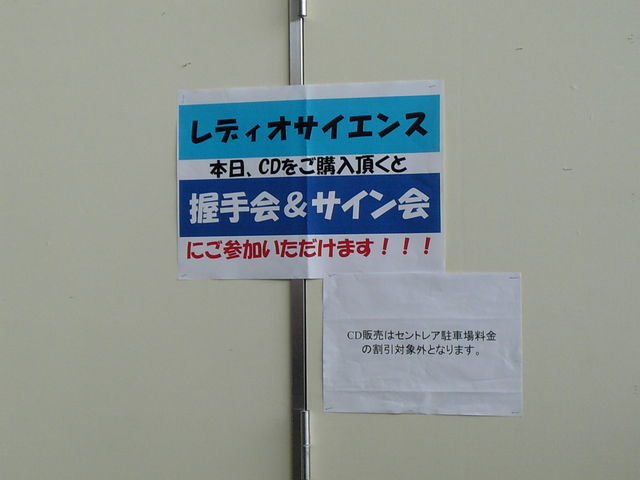 レディオサイエンス
本日、CDをご購入頂くと
握手会＆サイン会
にご参加いただけます！！！
CD販売はセントレア駐車場料金
の割引対象外となります。